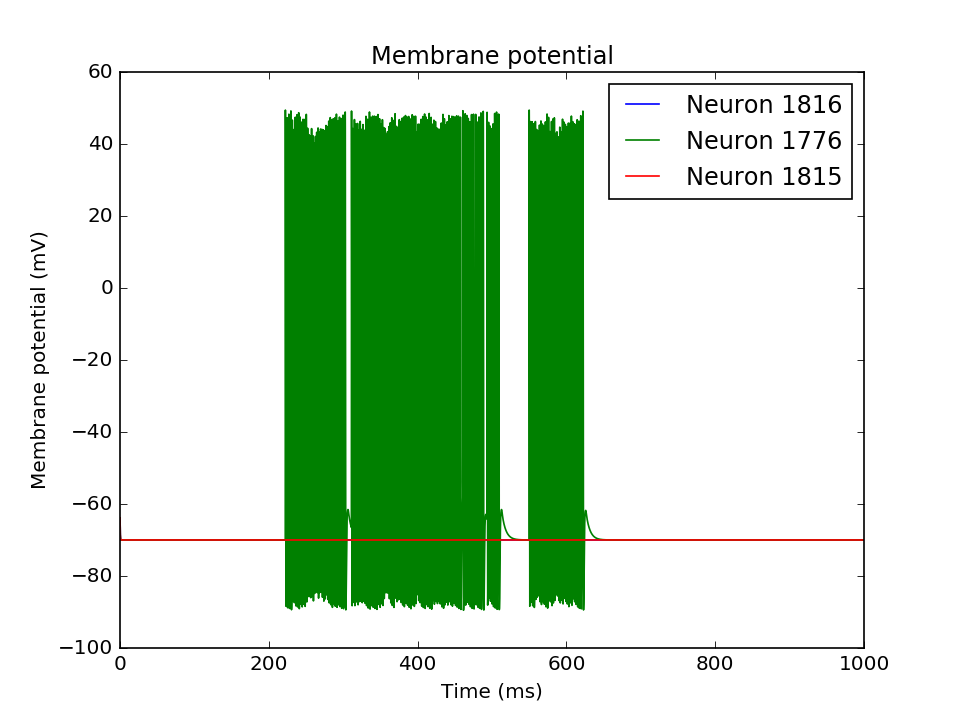 Membrane potential
60
40
20
0
−20
−40
−60
−80
−100
Membrane potential (mV)
Neuron 1816
Neuron 1776
Neuron 1815
0 200 400 600 800 1000
Time (ms)